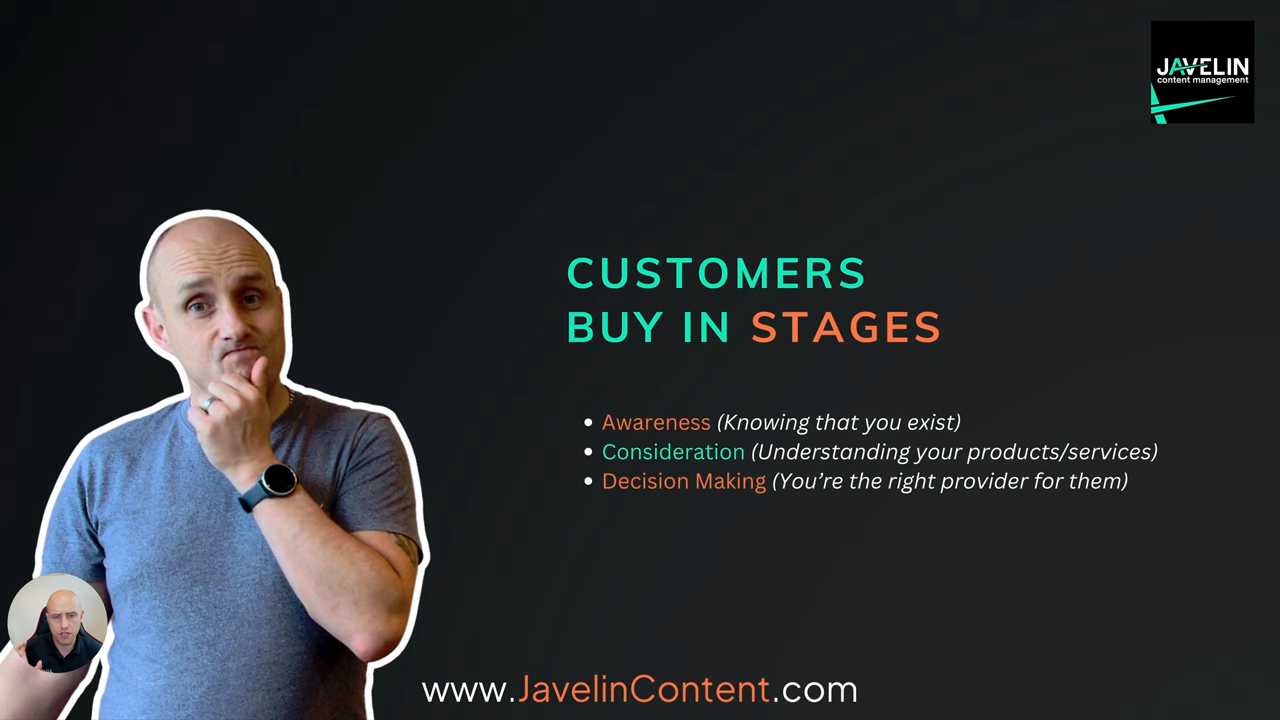 JAVELIN
content management
CUSTOMERS
BUY IN STAGES
• Awareness (Knowing that you exist)
• Consideration (Understanding your products/services)
• Decision Making (You’re the right provider for them)
www.JavelinContent.com